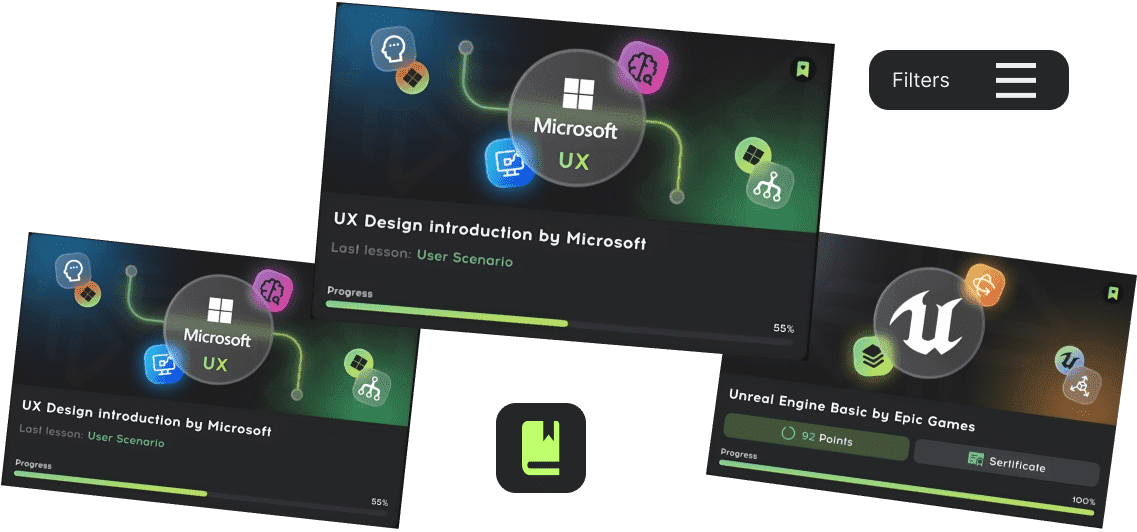 Microsoft
UX
UX Design introduction by Microsoft
Last lesson: User Scenario
Progress
55%
Filters
Microsoft
UX
UX Design introduction by Microsoft
Last lesson: User Scenario
Progress
55%
Unreal Engine Basic by Epic Games
92 Points
Sertificate
Progress
100%